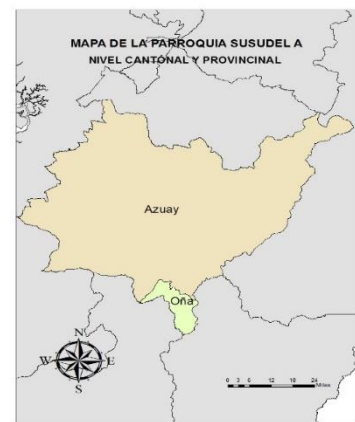 MAPA DE LA PARROQUIA SUSUDEL A
NIVEL CANTONAL Y PROVINCIAL
Azuay
Oña
N
W E
S
0 3 6 12 18 24
Miles